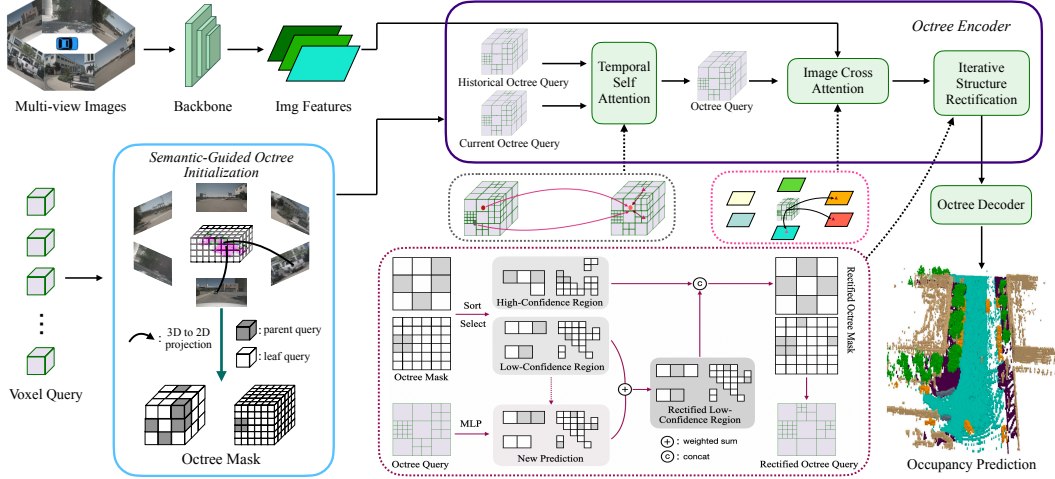 Multi-view Images
Backbone
Img Features
Octree Encoder
Historical Octree Query
Current Octree Query
Temporal
Self
Attention
Octree Query
Image Cross
Attention
Iterative
Structure
Rectification
Octree Decoder
Occupancy Prediction
Voxel Query
Semantic-Guided Octree
Initialization
: 3D to 2D
projection
: parent query
: leaf query
Octree Mask
Octree Mask
Sort
Select
High-Confidence Region
Low-Confidence Region
Octree Query
MLP
New Prediction
+
Rectified Low-
Confidence Region
C
Rectified Octree Mask
Rectified Octree Query
+ : weighted sum
C : concat